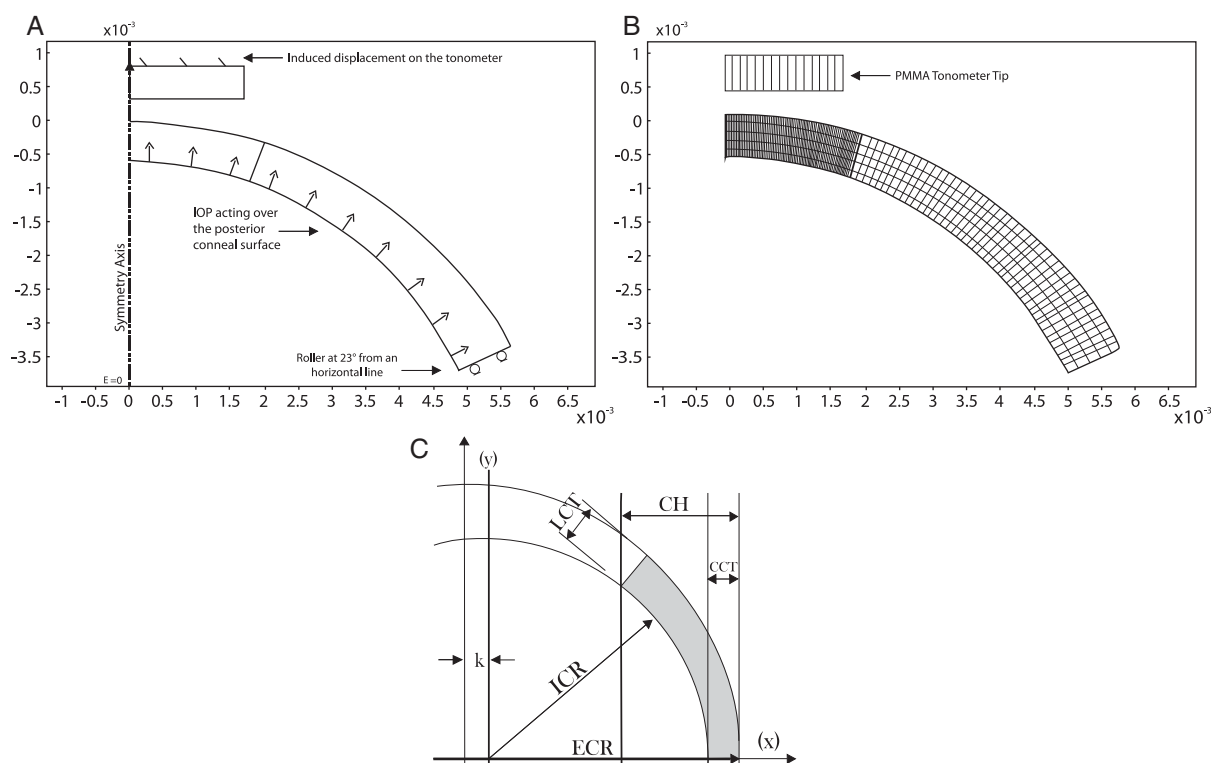 A
x10⁻³
1
0.5
0
-0.5
-1
-1.5
-2
-2.5
-3
-3.5
Induced displacement on the tonometer
IOP acting over
the posterior
conneal surface
Symmetry Axis
Roller at 23° from an
horizontal line
E=0
-1 -0.5 0 0.5 1 1.5 2 2.5 3 3.5 4 4.5 5 5.5 6 6.5
x10⁻³
B
x10⁻³
1
0.5
0
-0.5
-1
-1.5
-2
-2.5
-3
-3.5
PMMA Tonometer Tip
-1 -0.5 0 0.5 1 1.5 2 2.5 3 3.5 4 4.5 5 5.5 6 6.5
x10⁻³
C
(y)
LCT
CH
CCT
k
ICR
ECR
(x)